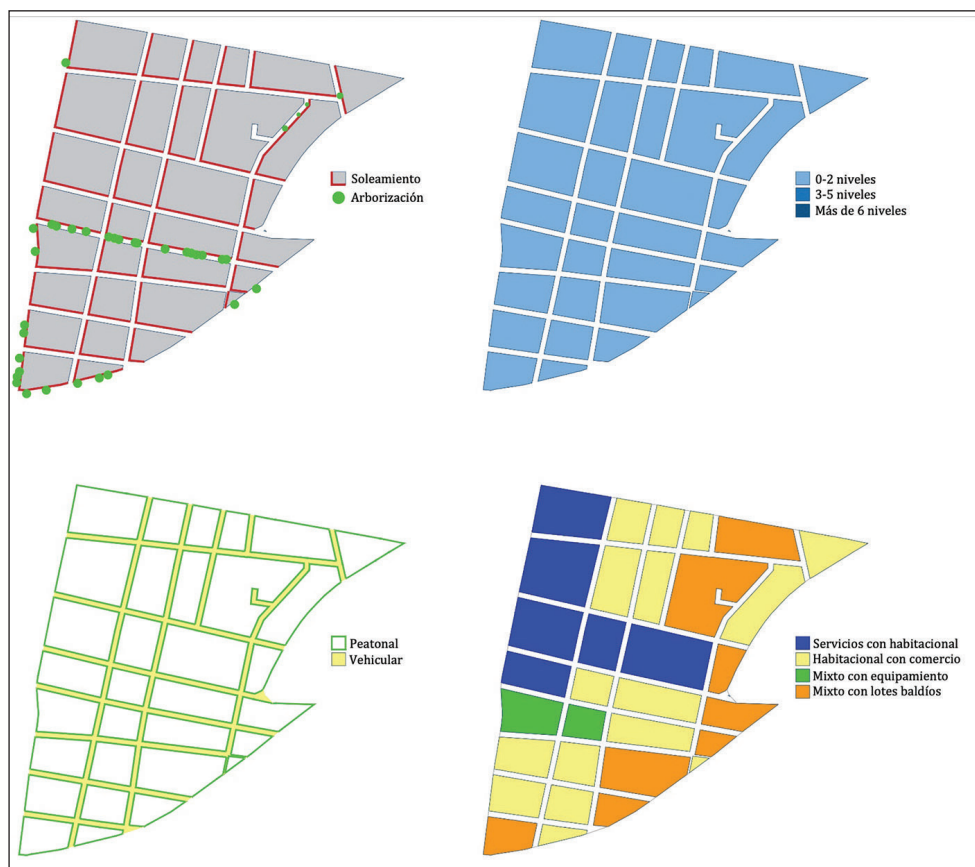 Soleamiento
Arborización
0-2 niveles
3-5 niveles
Más de 6 niveles
Peatonal
Vehicular
Servicios con habitacional
Habitacional con comercio
Mixto con equipamiento
Mixto con lotes baldíos